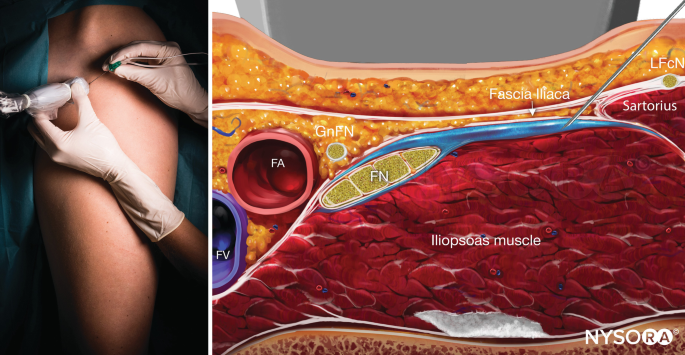 LFcN
Fascia Iliaca
Sartorius
GnFN
FA
FN
Iliopsoas muscle
FV
NYSORA